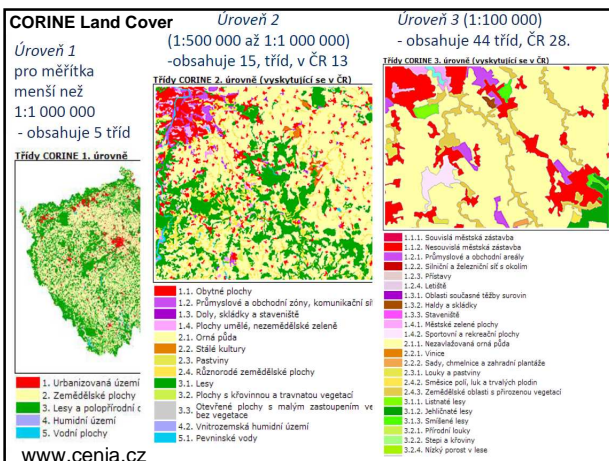 CORINE Land Cover
Úroveň 1
pro měřítka
menší než
1:1 000 000
- obsahuje 5 tříd
Třídy CORINE 1. úrovně
1. Urbanizovaná území
2. Zemědělské plochy
3. Lesy a polopřírodní o
4. Humidní území
5. Vodní plochy
www.cenia.cz
Úroveň 2
(1:500 000 až 1:1 000 000)
-obsahuje 15, tříd, v ČR 13
Třídy CORINE 2. úrovně (vyskytující se v ČR)
1.1. Obytné plochy
1.2. Průmyslové a obchodní zóny, komunikační síť
1.3. Doly, skládky a staveniště
1.4. Plochy umělé, nezemědělské zeleně
2.1. Orná půda
2.2. Stálé kultury
2.3. Pastviny
2.4. Různorodé zemědělské plochy
3.1. Lesy
3.2. Plochy s křovinnou a travnatou vegetací
3.3. Otevřené plochy s malým zastoupením ve
bez vegetace
4.2. Vnitrozemská humidní území
5.1. Pevninské vody
Úroveň 3 (1:100 000)
- obsahuje 44 tříd, ČR 28.
Třídy CORINE 3. úrovně (vyskytující se v ČR)
1.1.1. Souvislá městská zástavba
1.1.2. Nesouvislá městská zástavba
1.2.1. Průmyslové a obchodní areály
1.2.2. Silniční a železniční síť s okolím
1.2.3. Přístavy
1.2.4. Letiště
1.3.1. Oblasti současné těžby surovin
1.3.2. Haldy a skládky
1.3.3. Staveniště
1.4.1. Městské zelené plochy
1.4.2. Sportovní a rekreační plochy
2.1.1. Nezavlažovaná orná půda
2.2.1. Vinice
2.2.2. Sady, chmelnice a zahradní plantáže
2.3.1. Louky a pastviny
2.4.2. Směsice polí, luk a trvalých plodin
2.4.3. Zemědělské oblasti s přirozenou vegetací
3.1.1. Listnaté lesy
3.1.2. Jehličnaté lesy
3.1.3. Smíšené lesy
3.2.1. Přírodní louky
3.2.2. Stepi a křoviny
3.2.4. Nízký porost v lese